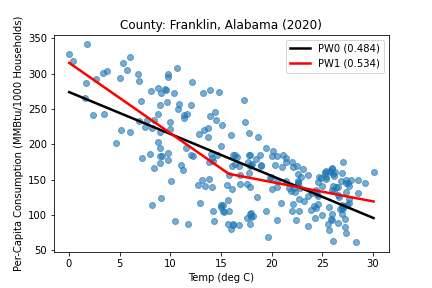 County: Franklin, Alabama (2020)
Per-Capita Consumption (MMBtu/1000 Households)
350
300
250
200
150
100
50
PW0 (0.484)
PW1 (0.534)
0
5
10
15
20
25
30
Temp (deg C)